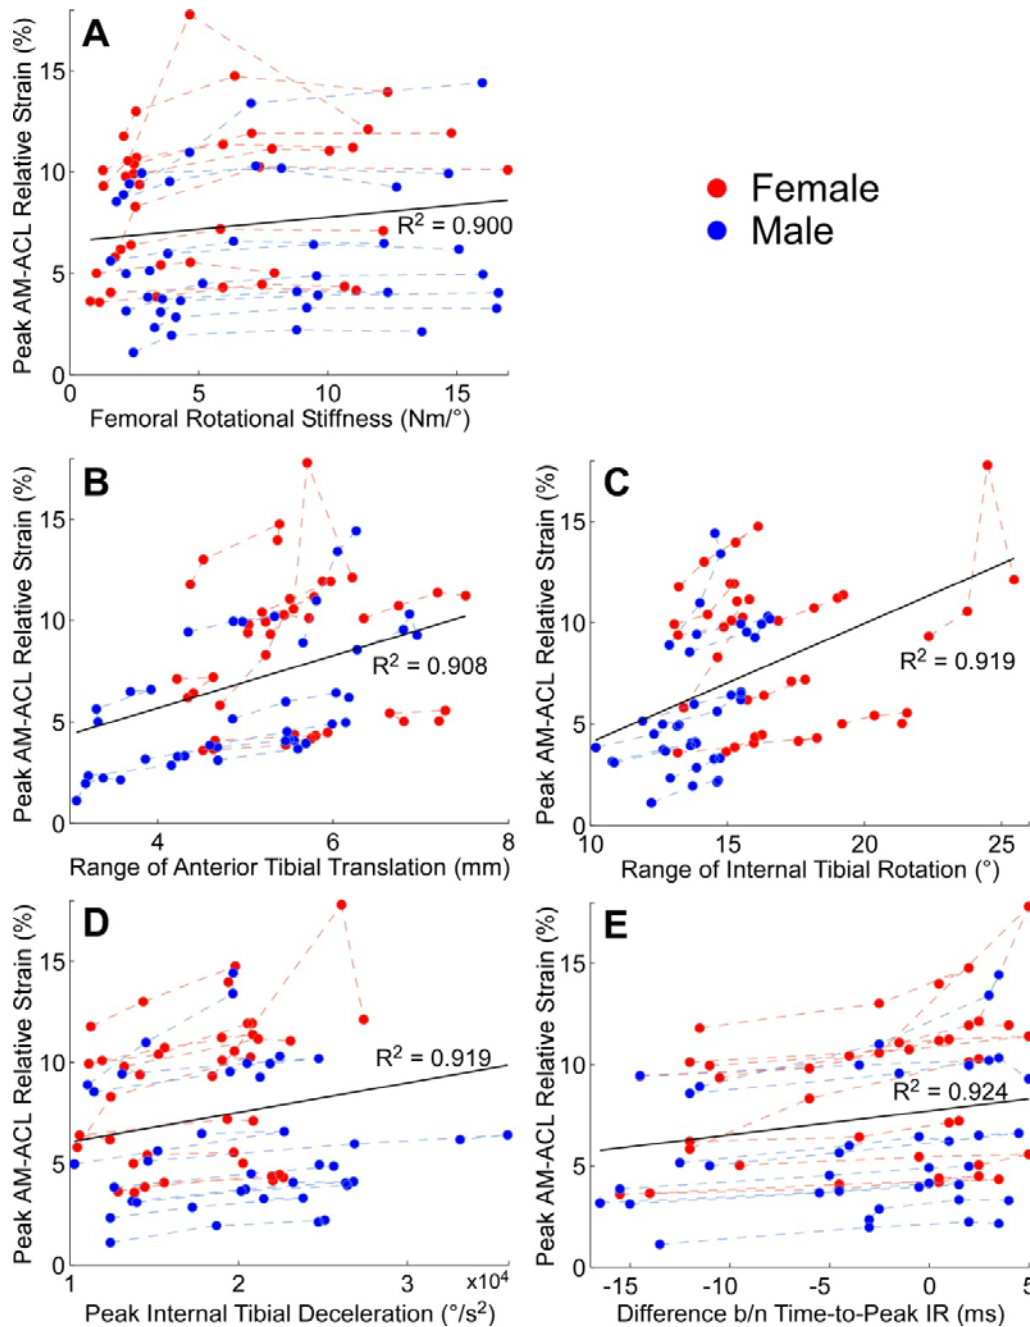 A
Peak AM-ACL Relative Strain (%)
15
10
5
0
R² = 0.900
0 5 10 15
Femoral Rotational Stiffness (Nm/°)
Female
Male
B
Peak AM-ACL Relative Strain (%)
15
10
5
0
R² = 0.908
4 6 8
Range of Anterior Tibial Translation (mm)
C
Peak AM-ACL Relative Strain (%)
15
10
5
0
R² = 0.919
10 15 20 25
Range of Internal Tibial Rotation (°)
D
Peak AM-ACL Relative Strain (%)
15
10
5
0
R² = 0.919
1 2 3 ×10⁴
Peak Internal Tibial Deceleration (°/s²)
E
Peak AM-ACL Relative Strain (%)
15
10
5
0
R² = 0.924
-15 -10 -5 0 5
Difference b/n Time-to-Peak IR (ms)